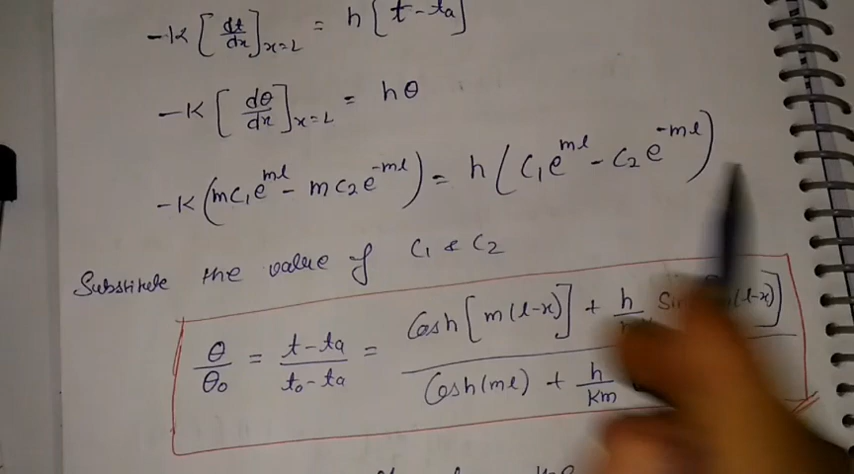 -K [dt/dx]x=L = h[t-ta]
-K [dθ/dx]x=L = hθ
-K(mC₁e^ml - mC₂e^-ml) = h(C₁e^ml - C₂e^-ml)
Substitute the value of C₁ & C₂
θ/θ₀ = t-ta/t₀-ta = Cosh[m(l-x)] + h/ (l-x)]/Cosh(ml) + h/km